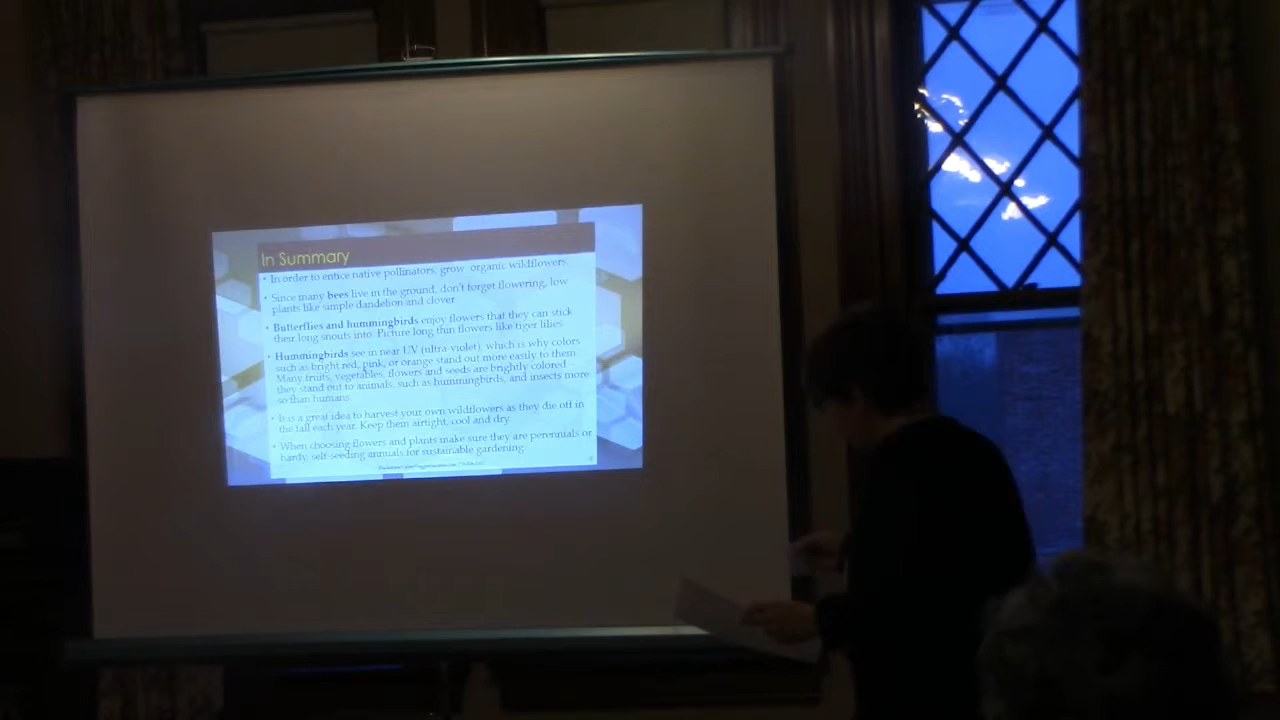 In Summary
• In order to entice native pollinators, grow organic wildflowers.
• Since many bees live in the ground, don't forget flowering, low
plants like simple dandelion and clover
• Butterflies and hummingbirds enjoy flowers that they can stick
their long snouts into. Picture long thin flowers like tiger lilies
• Hummingbirds see in near UV (ultra-violet), which is why colors
such as bright red, pink, or orange stand out more easily to them
Many fruits, vegetables, flowers and seeds are brightly colored—
they stand out to animals, such as hummingbirds, and insects more
so than humans
• It is a great idea to harvest your own wildflowers as they die off in
the fall each year. Keep them airtight, cool and dry.
• When choosing flowers and plants make sure they are perennials or
hardy, self-seeding annuals for sustainable gardening.